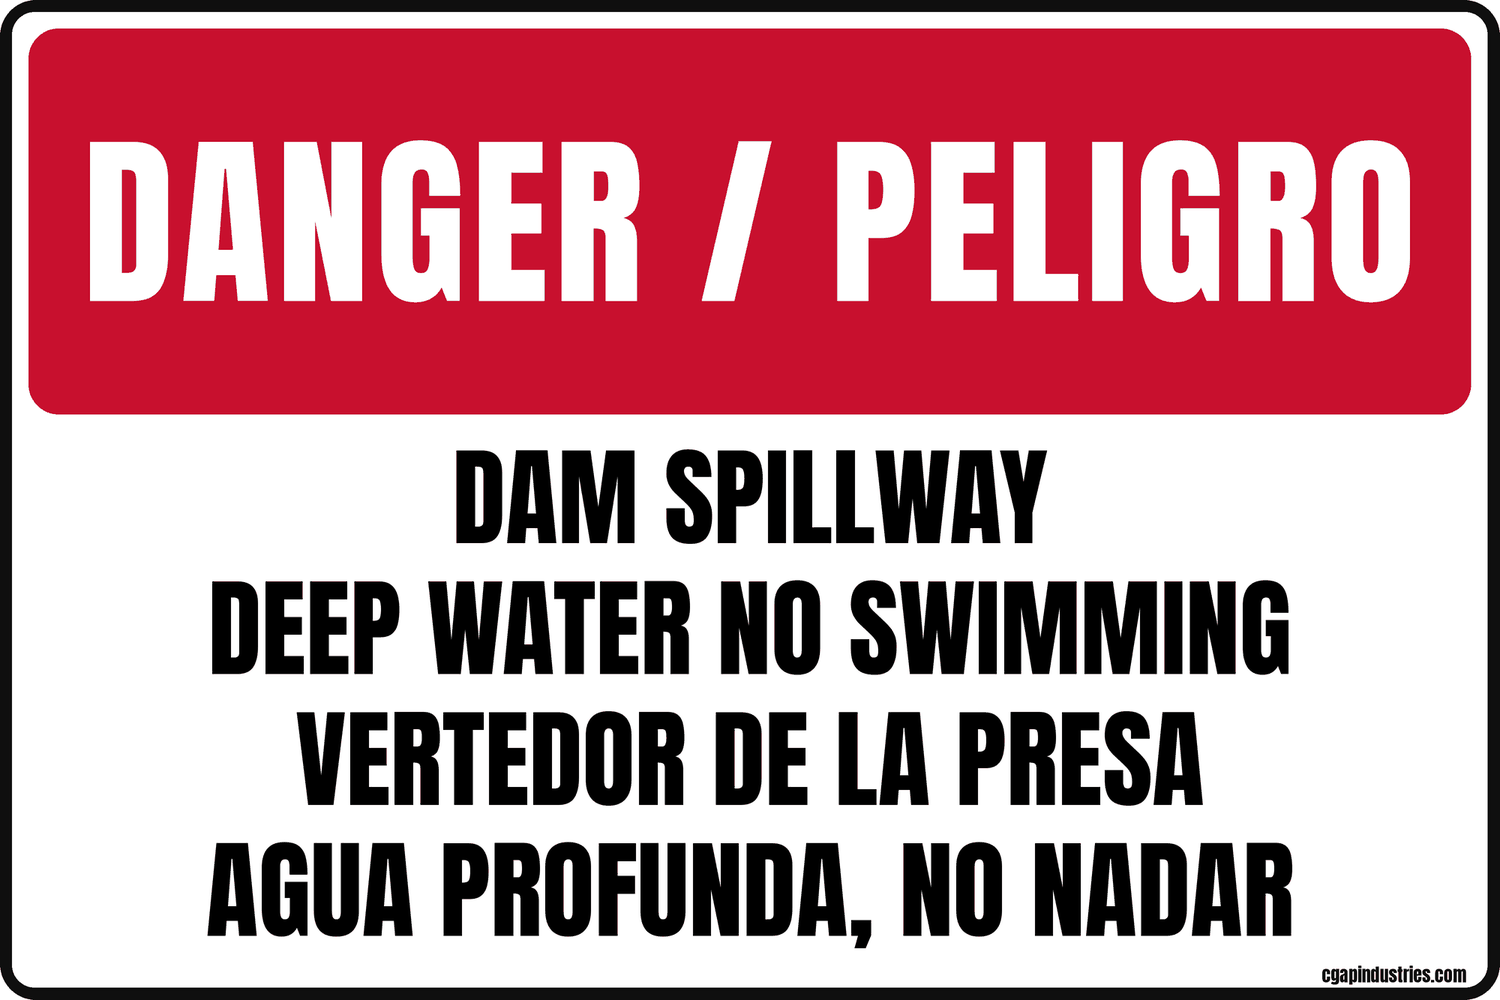 DANGER / PELIGRO
DAM SPILLWAY
DEEP WATER NO SWIMMING
VERTEDOR DE LA PRESA
AGUA PROFUNDA, NO NADAR
cgapindustries.com